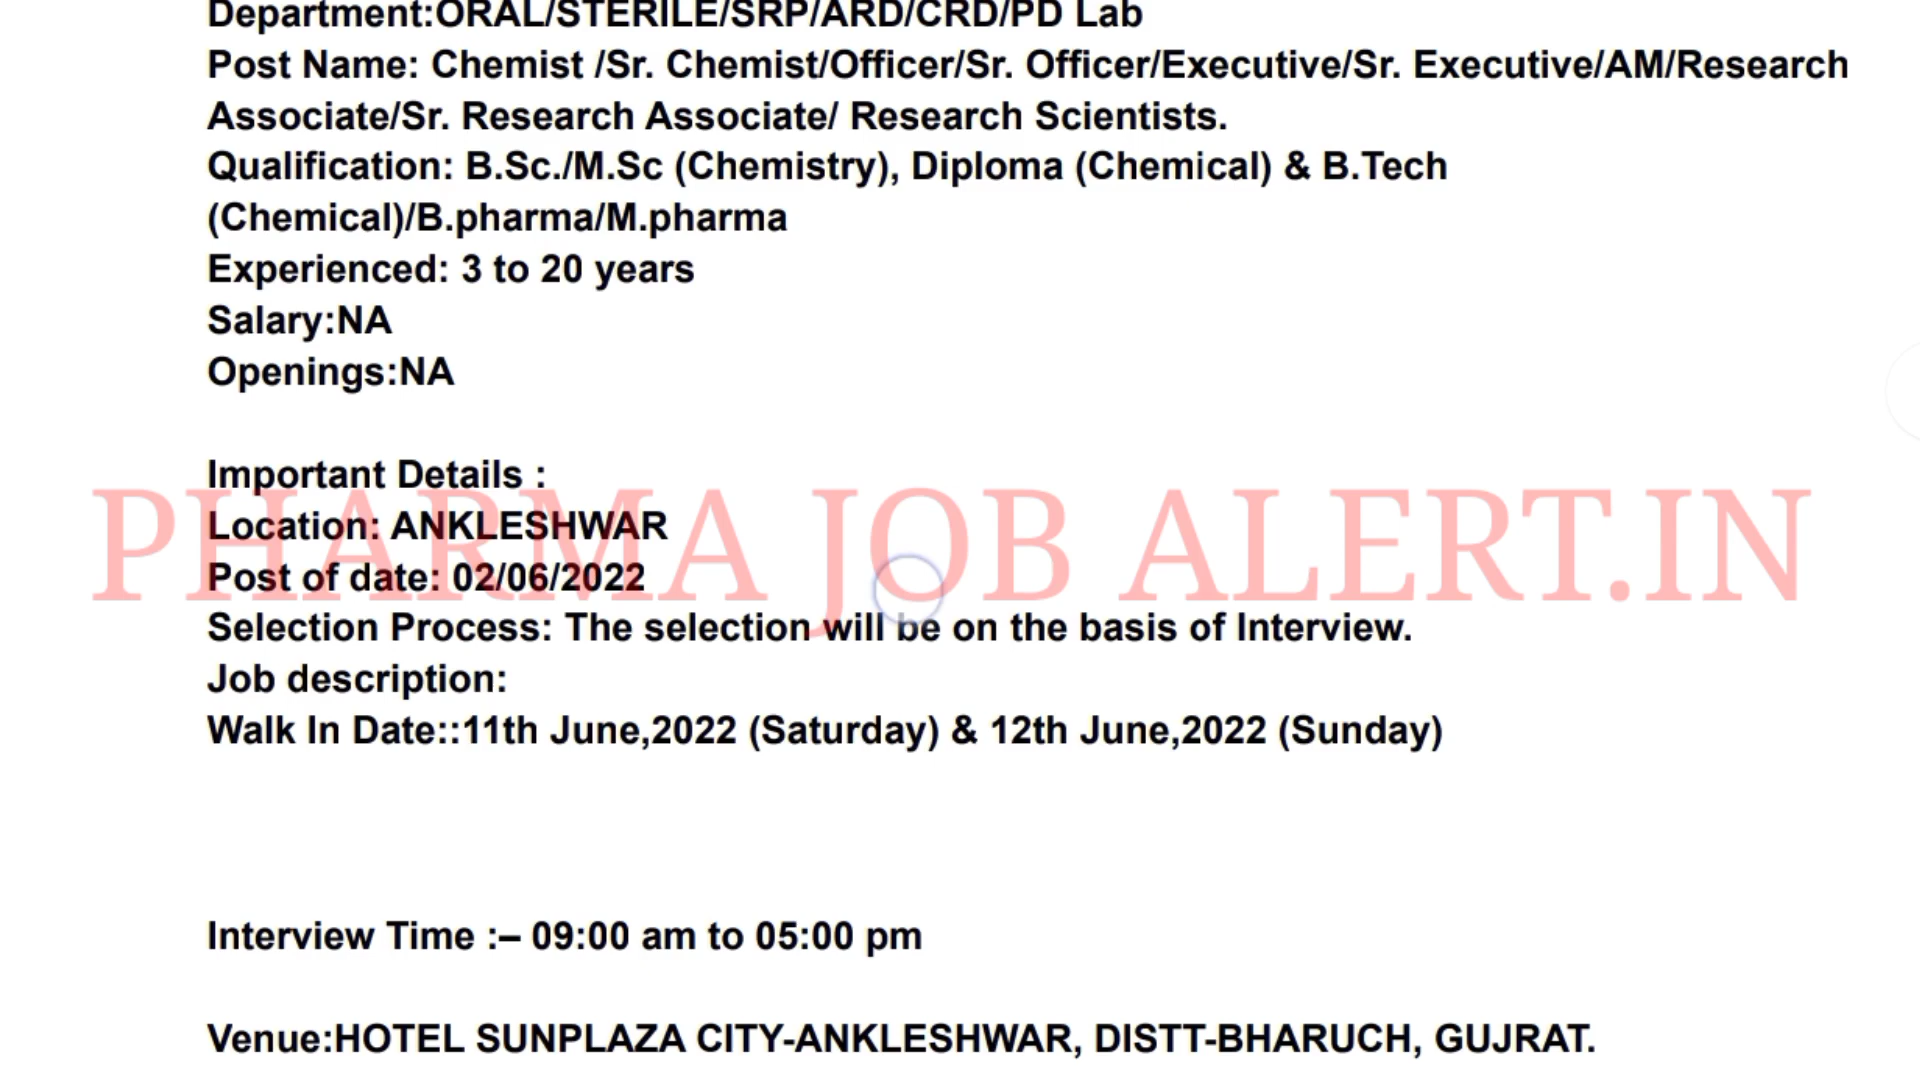 Department:ORAL/STERILE/SRP/ARD/CRD/PD Lab
Post Name: Chemist /Sr. Chemist/Officer/Sr. Officer/Executive/Sr. Executive/AM/Research
Associate/Sr. Research Associate/ Research Scientists.
Qualification: B.Sc./M.Sc (Chemistry), Diploma (Chemical) & B.Tech
(Chemical)/B.pharma/M.pharma
Experienced: 3 to 20 years
Salary:NA
Openings:NA
Important Details :
Location: ANKLESHWAR
PHARMA JOB ALERT.IN
Post of date: 02/06/2022
Selection Process: The selection will be on the basis of Interview.
Job description:
Walk In Date::11th June,2022 (Saturday) & 12th June,2022 (Sunday)
Interview Time :– 09:00 am to 05:00 pm
Venue:HOTEL SUNPLAZA CITY-ANKLESHWAR, DISTT-BHARUCH, GUJRAT.